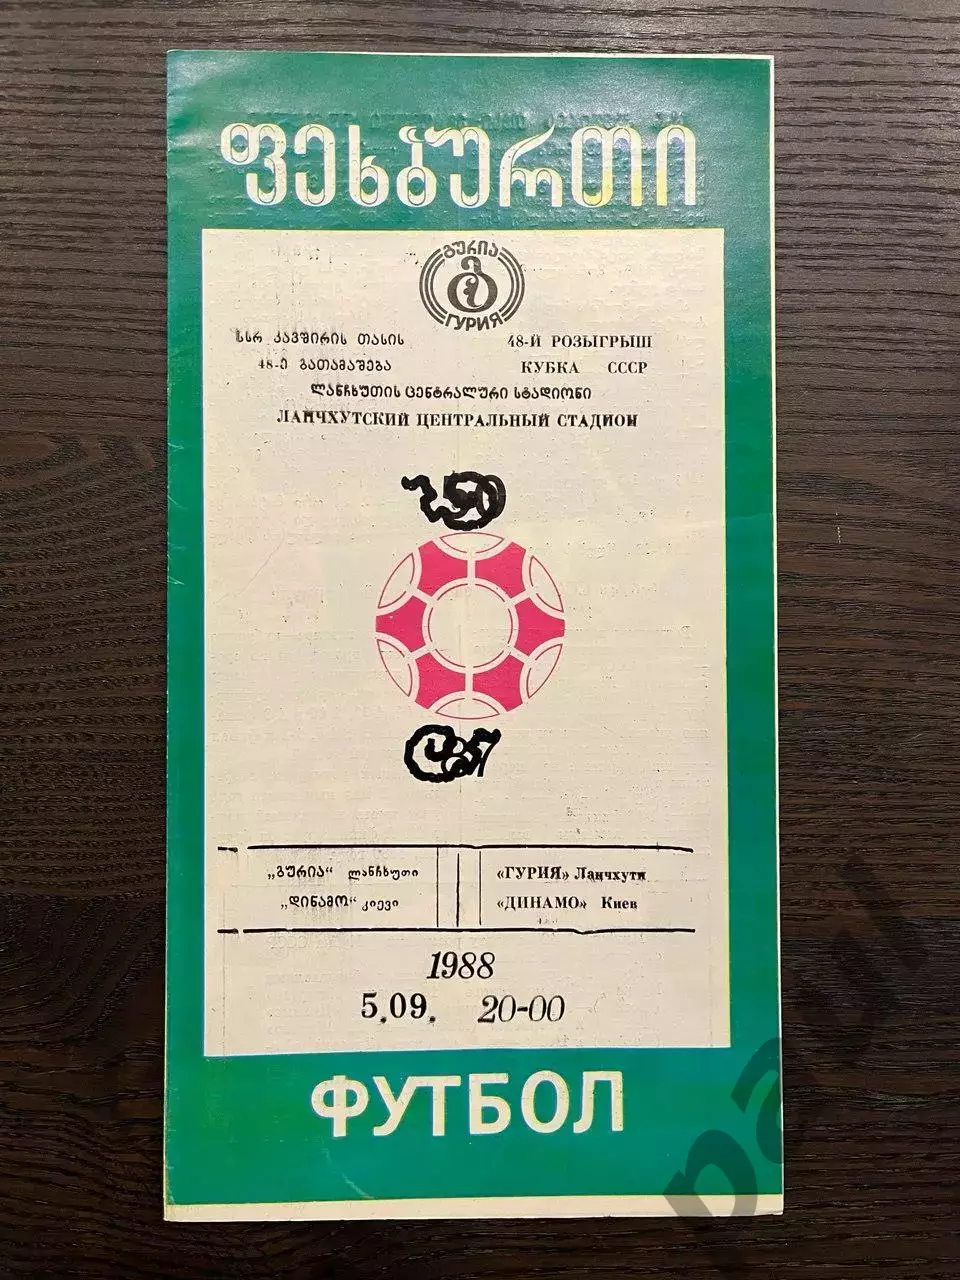 ფეხბურთი
გურია
ГУРИЯ
სსრ კავშირის თასის
48-ე გათამაშება
48-Й РОЗЫГРЫШ
КУБКА СССР
ლანჩხუთის ცენტრალური სტადიონი
ЛАНЧХУТСКИЙ ЦЕНТРАЛЬНЫЙ СТАДИОН
„გურია“ ლანჩხუთი
„დინამო“ კიევი
«ГУРИЯ» Ланчхути
«ДИНАМО» Киев
1988
5.09. 20-00
ФУТБОЛ